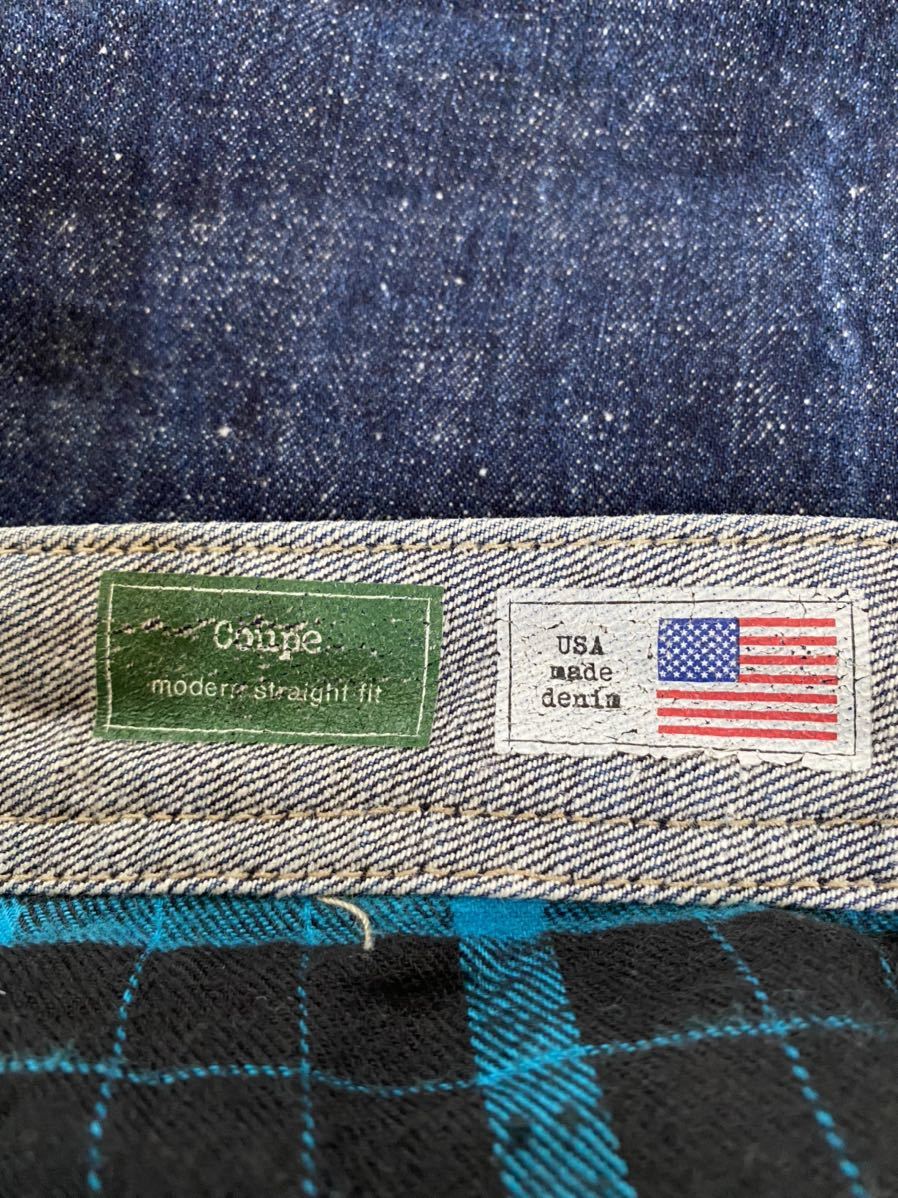 Coupe
modern straight fit
USA
made
denim